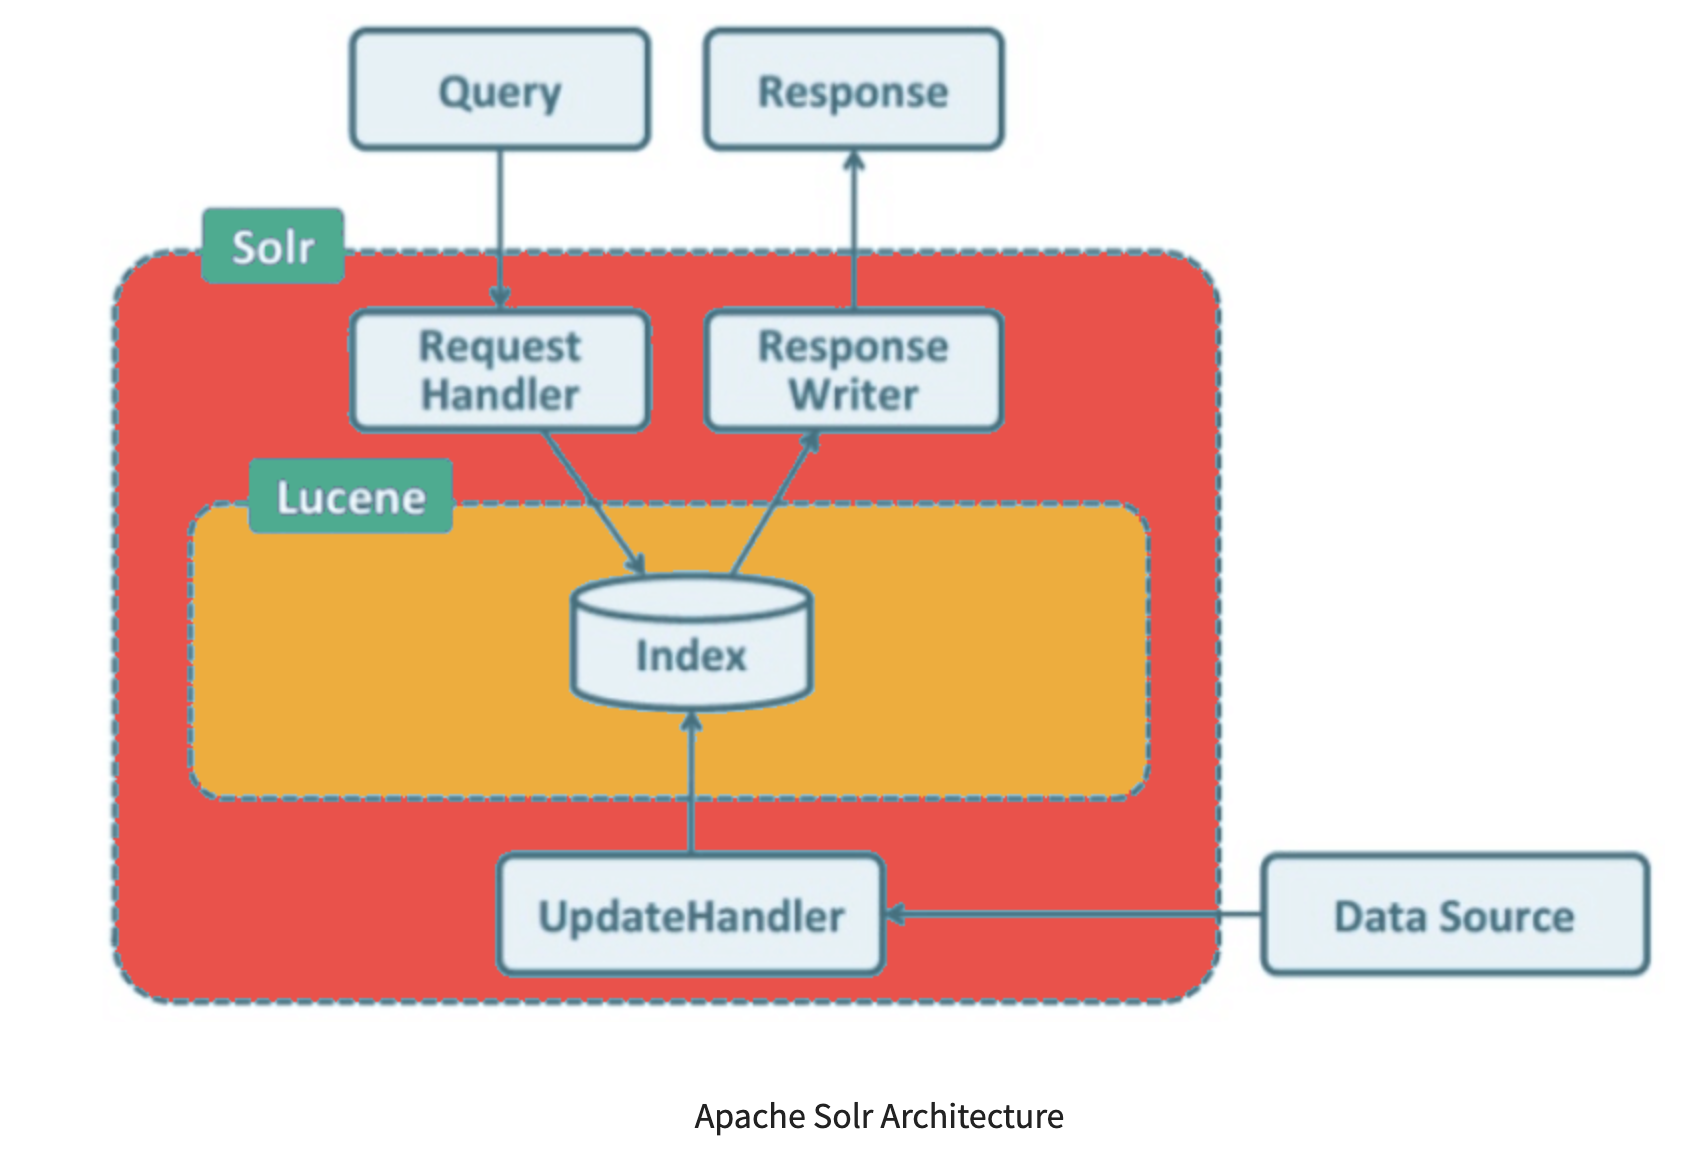 Query
Response
Solr
Request
Handler
Response
Writer
Lucene
Index
UpdateHandler
Data Source
Apache Solr Architecture